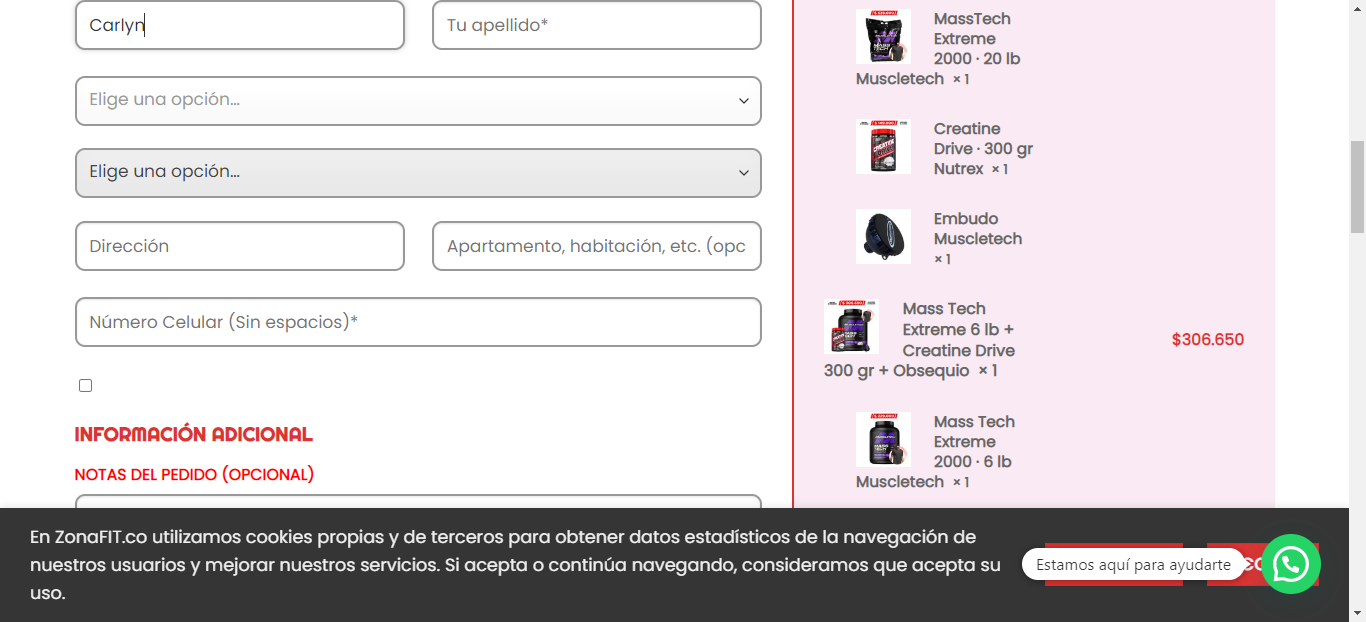 Carlyn
Tu apellido*
Elige una opción...
Elige una opción...
Dirección
Apartamento, habitación, etc. (opc
Número Celular (Sin espacios)*
INFORMACIÓN ADICIONAL
NOTAS DEL PEDIDO (OPCIONAL)
MassTech
Extreme
2000 · 20 lb
Muscletech × 1
Creatine
Drive · 300 gr
Nutrex × 1
Embudo
Muscletech
× 1
Mass Tech
Extreme 6 lb +
Creatine Drive
300 gr + Obsequio × 1
$306.650
Mass Tech
Extreme
2000 · 6 lb
Muscletech × 1
En ZonaFIT.co utilizamos cookies propias y de terceros para obtener datos estadísticos de la navegación de
nuestros usuarios y mejorar nuestros servicios. Si acepta o continúa navegando, consideramos que acepta su
uso.
Estamos aquí para ayudarte